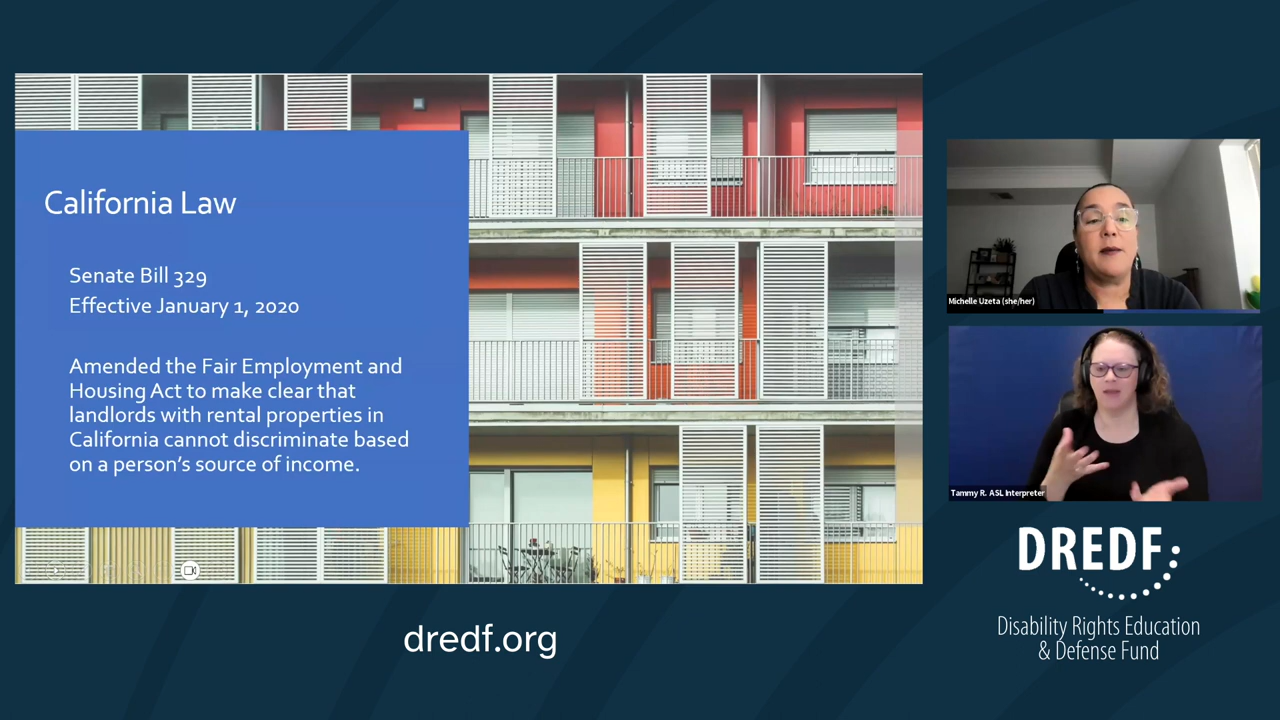 California Law
Senate Bill 329
Effective January 1, 2020
Amended the Fair Employment and
Housing Act to make clear that
landlords with rental properties in
California cannot discriminate based
on a person's source of income.
Michelle Uzeta (she/her)
Tammy R. ASL Interpreter
DREDF:
Disability Rights Education
& Defense Fund
dredf.org